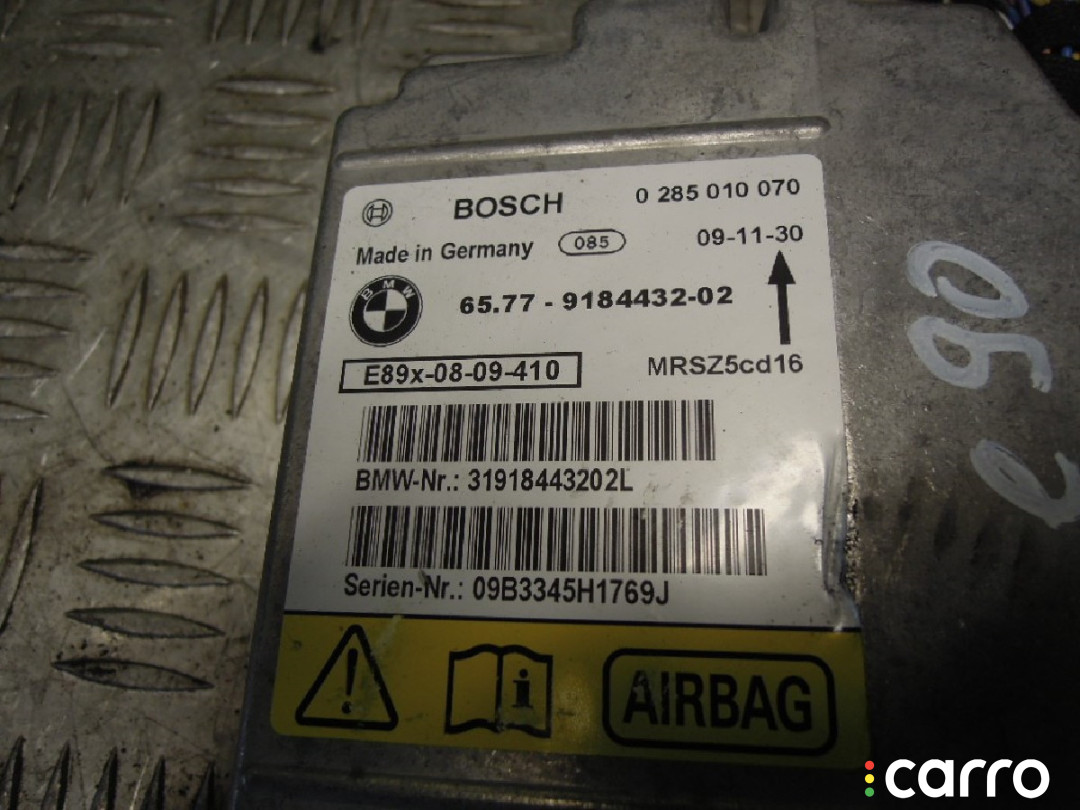 BOSCH 0 285 010 070
Made in Germany 085 09-11-30
BMW
65.77 - 9184432-02
E89x-08-09-410 MRSZ5cd16
BMW-Nr.: 31918443202L
Serien-Nr.: 09B3345H1769J
i AIRBAG
carro